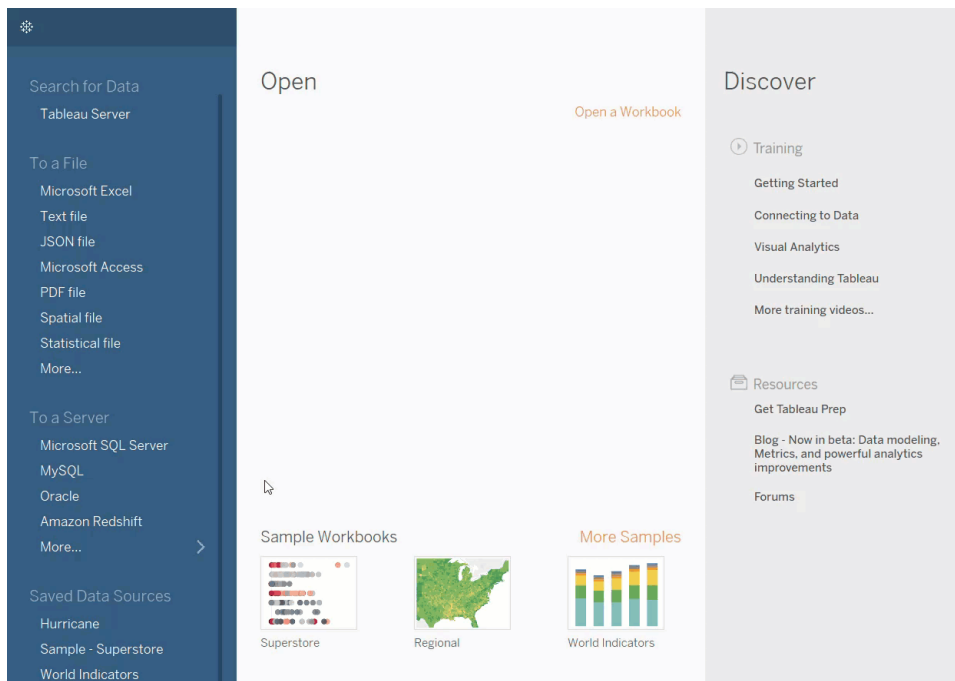 Search for Data
Tableau Server
To a File
Microsoft Excel
Text file
JSON file
Microsoft Access
PDF file
Spatial file
Statistical file
More...
To a Server
Microsoft SQL Server
MySQL
Oracle
Amazon Redshift
More...
Saved Data Sources
Hurricane
Sample - Superstore
World Indicators
Open
Open a Workbook
Sample Workbooks
More Samples
Superstore
Regional
World Indicators
Discover
Training
Getting Started
Connecting to Data
Visual Analytics
Understanding Tableau
More training videos...
Resources
Get Tableau Prep
Blog - Now in beta: Data modeling,
Metrics, and powerful analytics
improvements
Forums